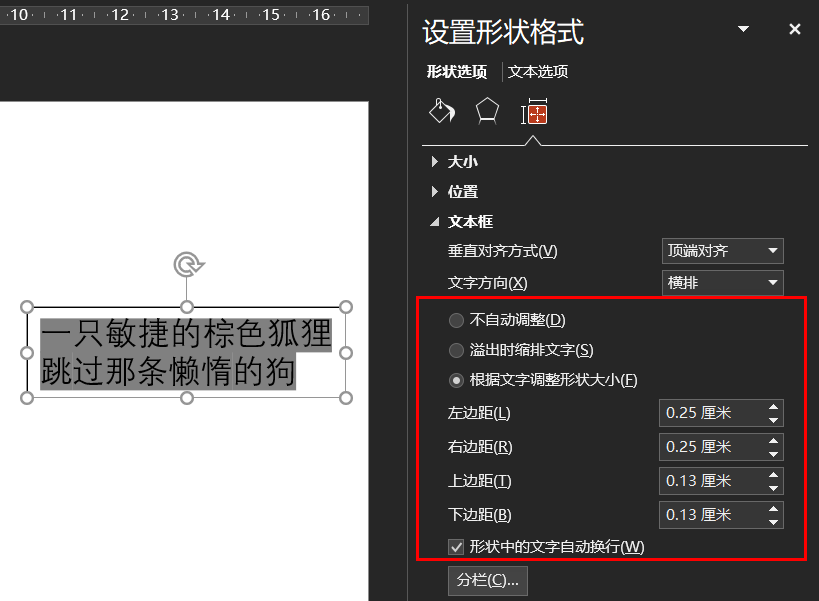 10 11 12 13 14 15 16
设置形状格式
形状选项 文本选项
大小
位置
文本框
垂直对齐方式(V) 顶端对齐
文字方向(X) 横排
不自动调整(D)
溢出时缩排文字(S)
根据文字调整形状大小(F)
左边距(L) 0.25 厘米
右边距(R) 0.25 厘米
上边距(T) 0.13 厘米
下边距(B) 0.13 厘米
形状中的文字自动换行(W)
分栏(C)...
一只敏捷的棕色狐狸
跳过那条懒惰的狗